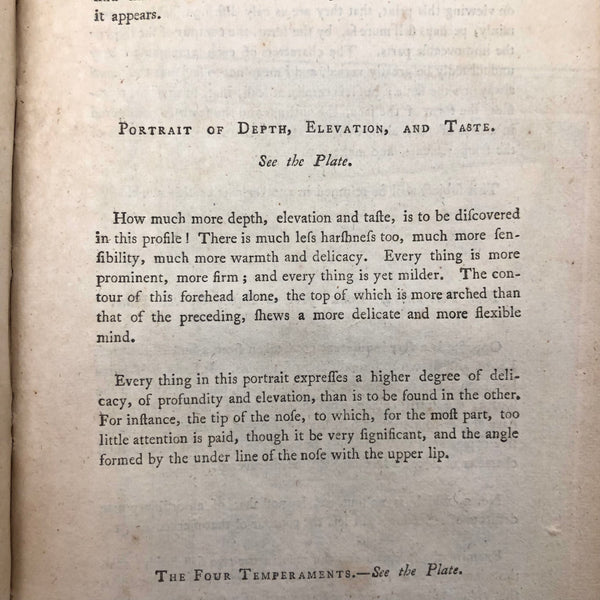 it appears.
PORTRAIT OF DEPTH, ELEVATION, AND TASTE.
See the Plate.
How much more depth, elevation and taſte, is to be diſcovered
in this profile! There is much leſs harſhneſs too, much more ſen-
ſibility, much more warmth and delicacy. Every thing is more
prominent, more firm; and every thing is yet milder. The con-
tour of this forehead alone, the top of which is more arched than
that of the preceding, ſhews a more delicate and more flexible
mind.
Every thing in this portrait expreſſes a higher degree of deli-
cacy, of profundity and elevation, than is to be found in the other.
For inſtance, the tip of the noſe, to which, for the moſt part, too
little attention is paid, though it be very ſignificant, and the angle
formed by the under line of the noſe with the upper lip.
THE FOUR TEMPERAMENTS.—See the Plate.